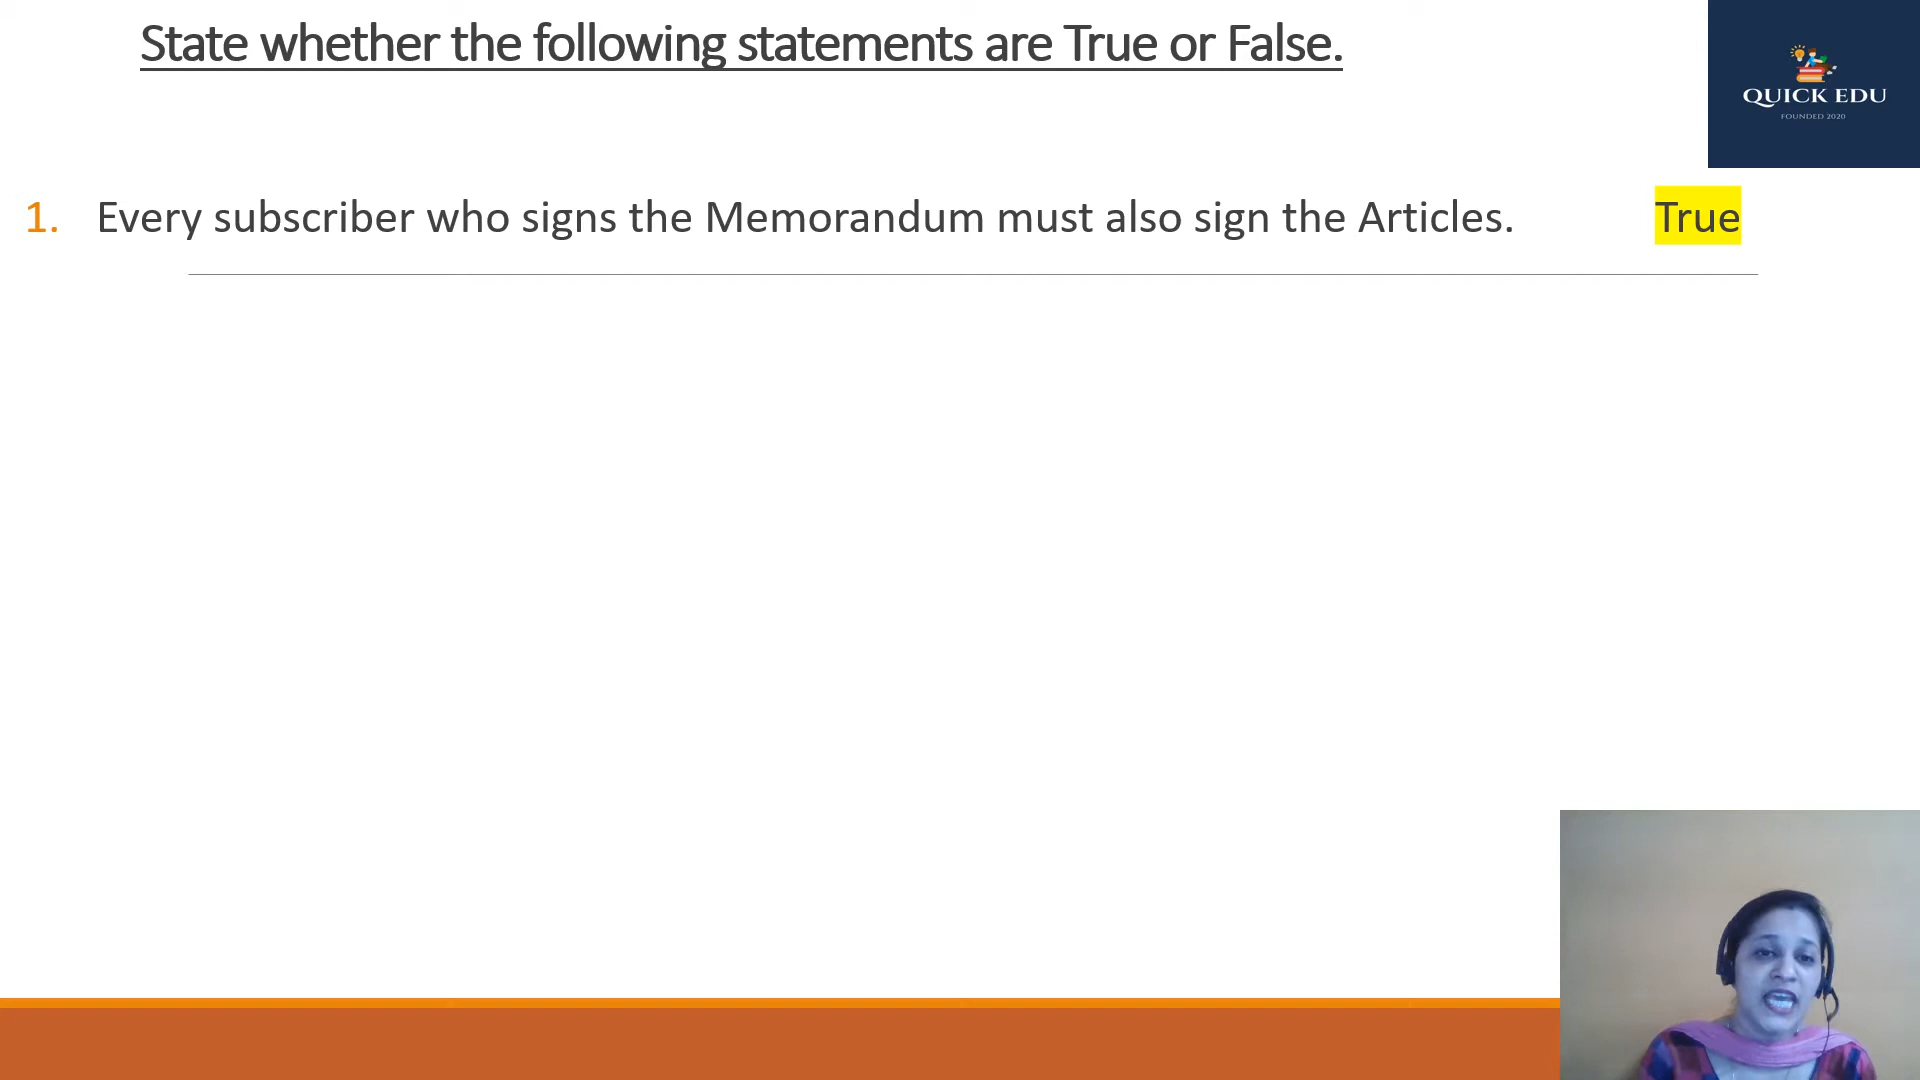 State whether the following statements are True or False.
QUICK EDU
FOUNDED 2020
1. Every subscriber who signs the Memorandum must also sign the Articles. True